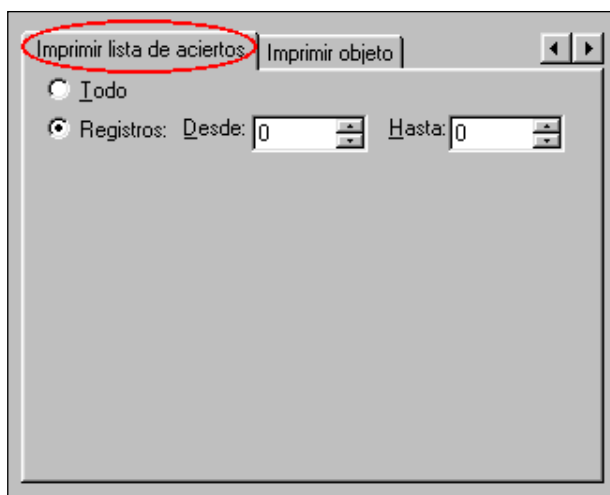 Imprimir lista de aciertos Imprimir objeto
Todo
Registros: Desde: 0 Hasta: 0